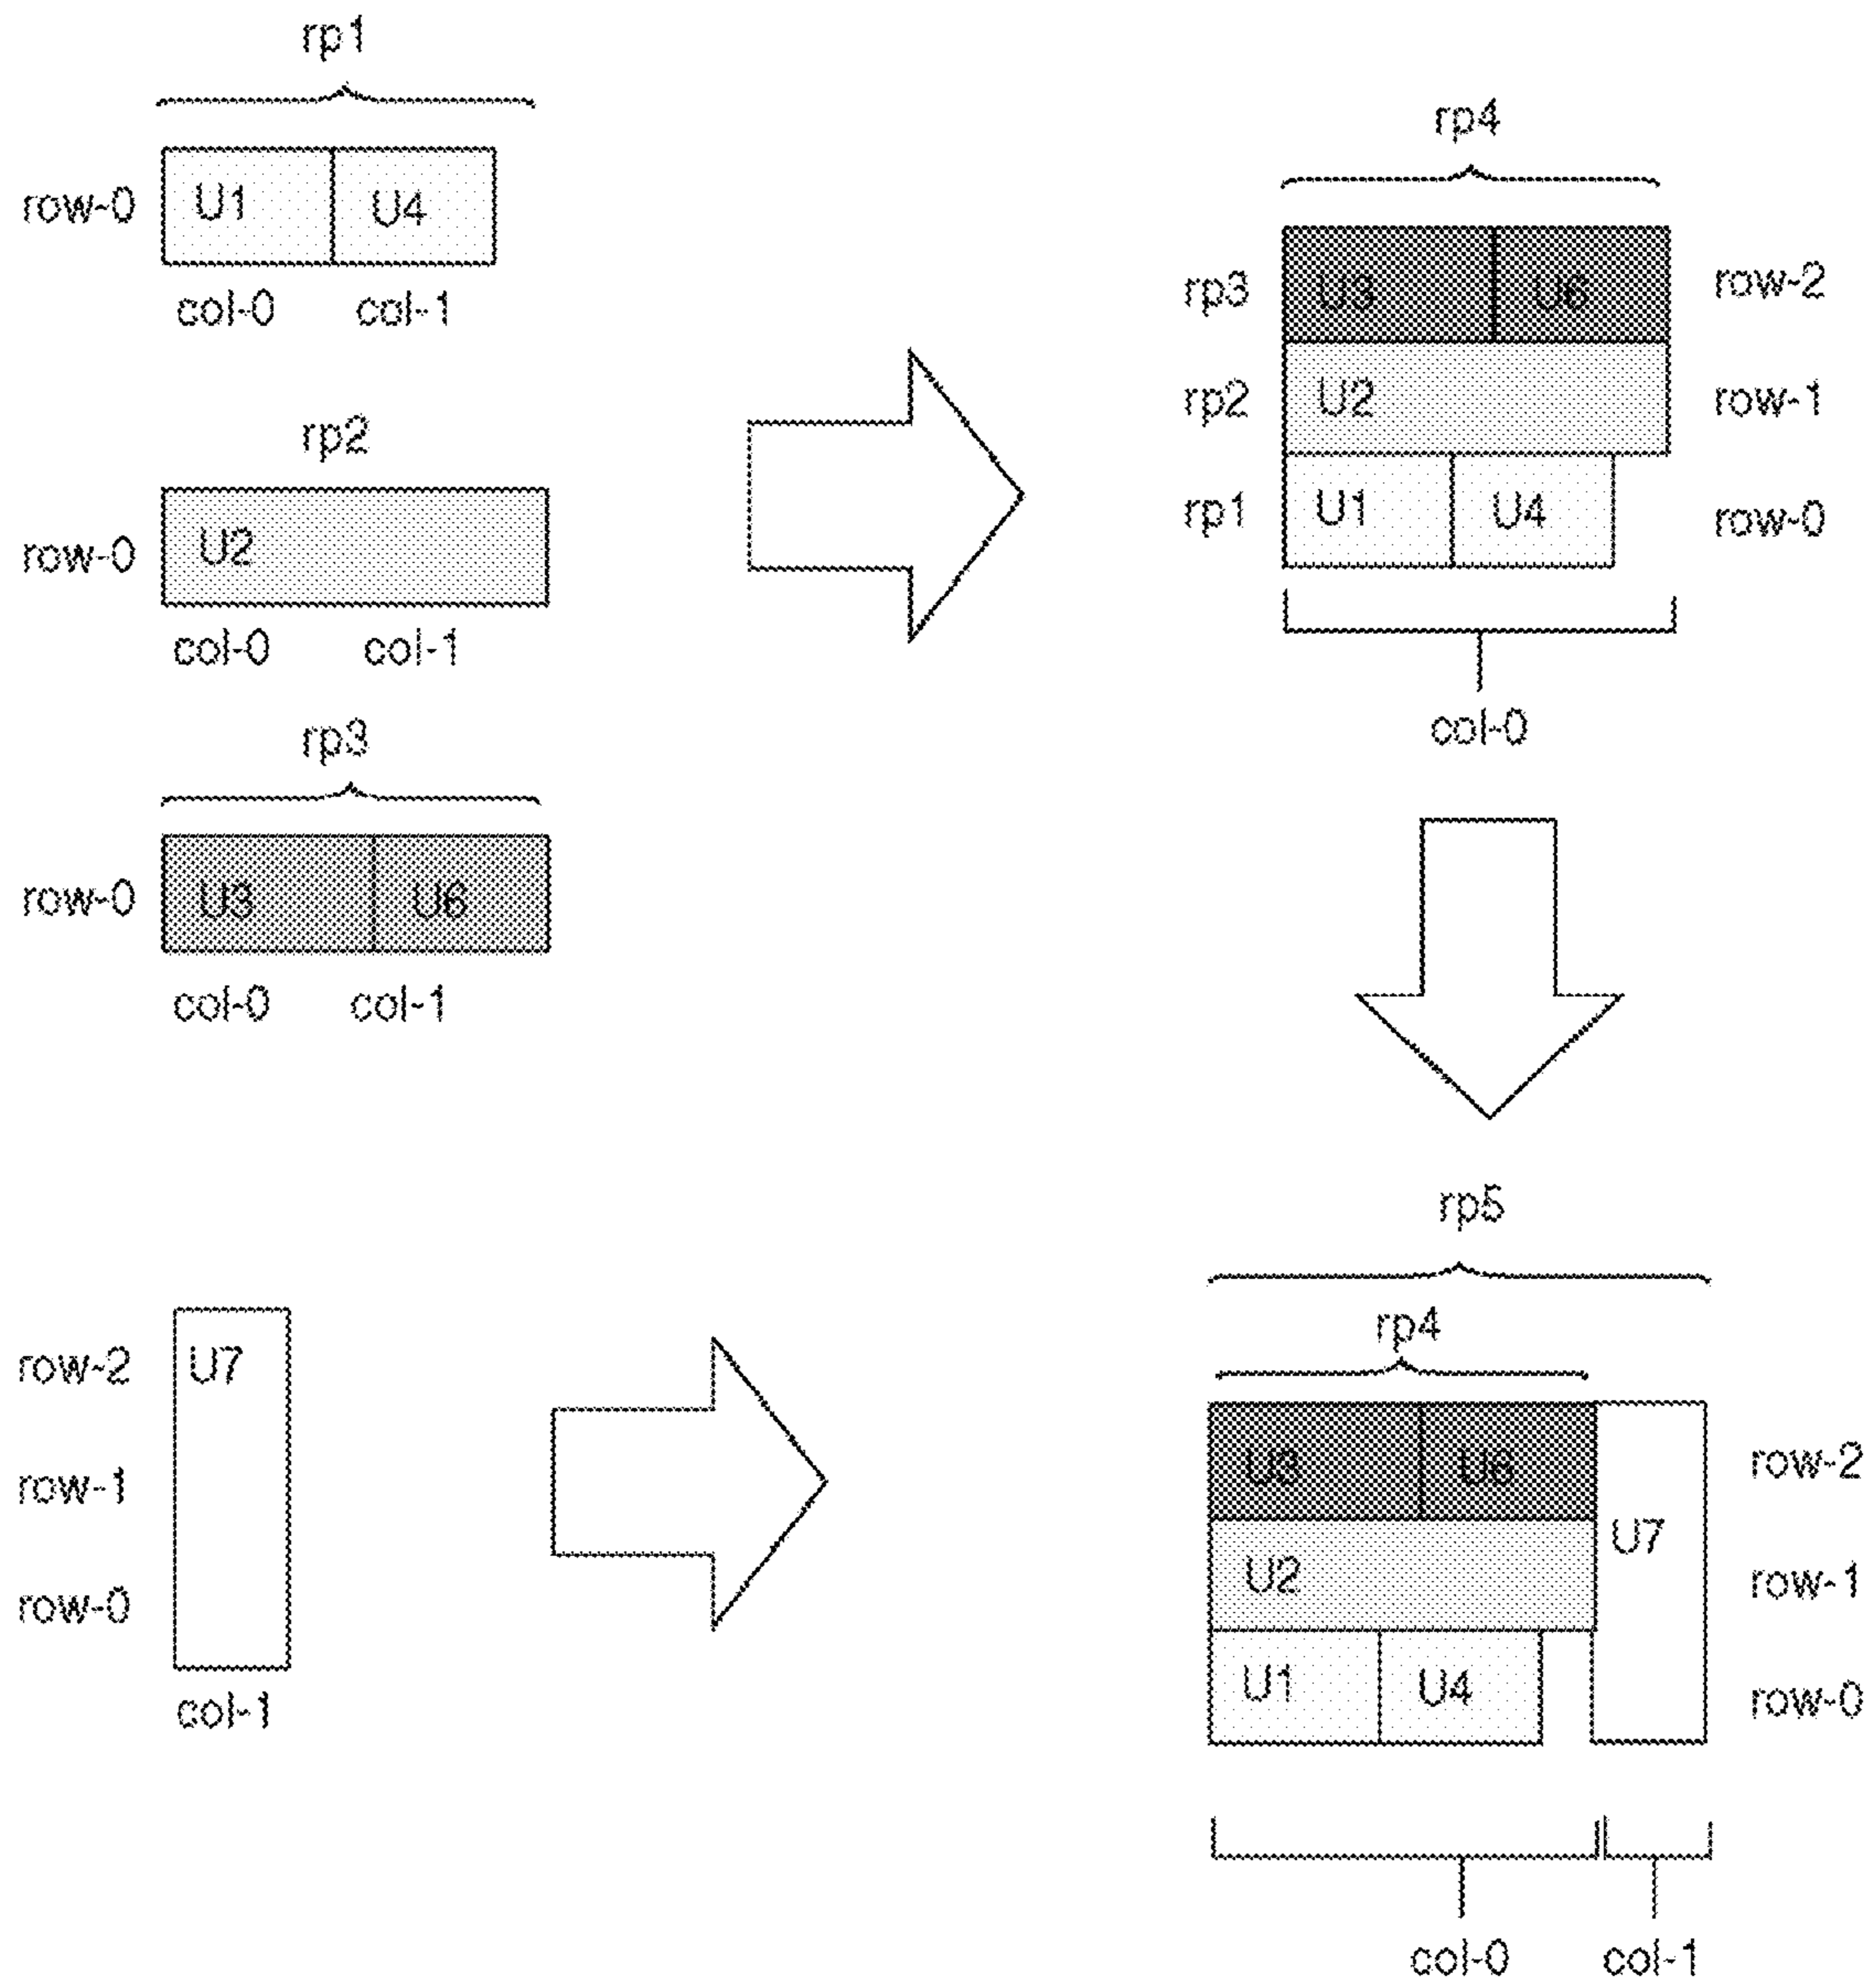 rp1
row-0 U1 U4
col-0 col-1
rp2
row-0 U2
col-0 col-1
rp3
row-0 U3 U6
col-0 col-1
rp4
rp3 U3 U6 row-2
rp2 U2 row-1
rp1 U1 U4 row-0
col-0
row-2 U7
row-1
row-0
col-1
rp5
rp4
U3 U6 row-2
U7
U2 row-1
U1 U4 row-0
col-0 col-1